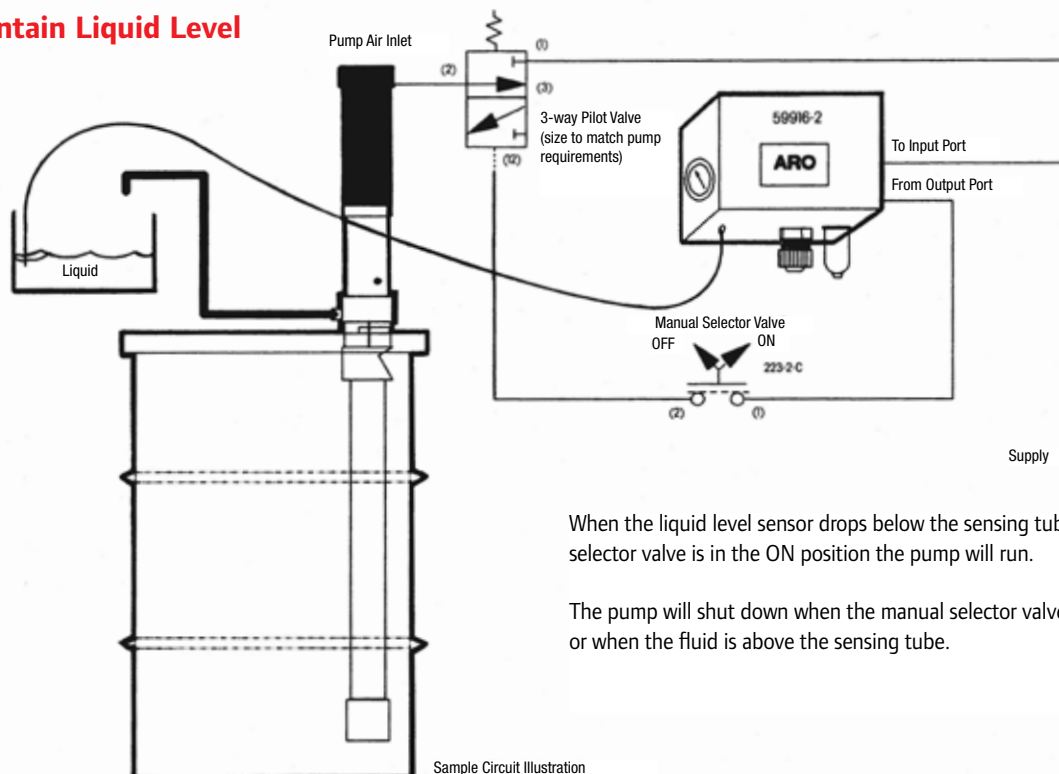 ntain Liquid Level
Pump Air Inlet
(1)
(2)
(3)
3-way Pilot Valve
(size to match pump
requirements)
(12)
59916-2
ARO
To Input Port
From Output Port
Liquid
Manual Selector Valve
OFF
ON
223-2-C
(2)
(1)
Supply
When the liquid level sensor drops below the sensing tub
selector valve is in the ON position the pump will run.
The pump will shut down when the manual selector valve
or when the fluid is above the sensing tube.
Sample Circuit Illustration